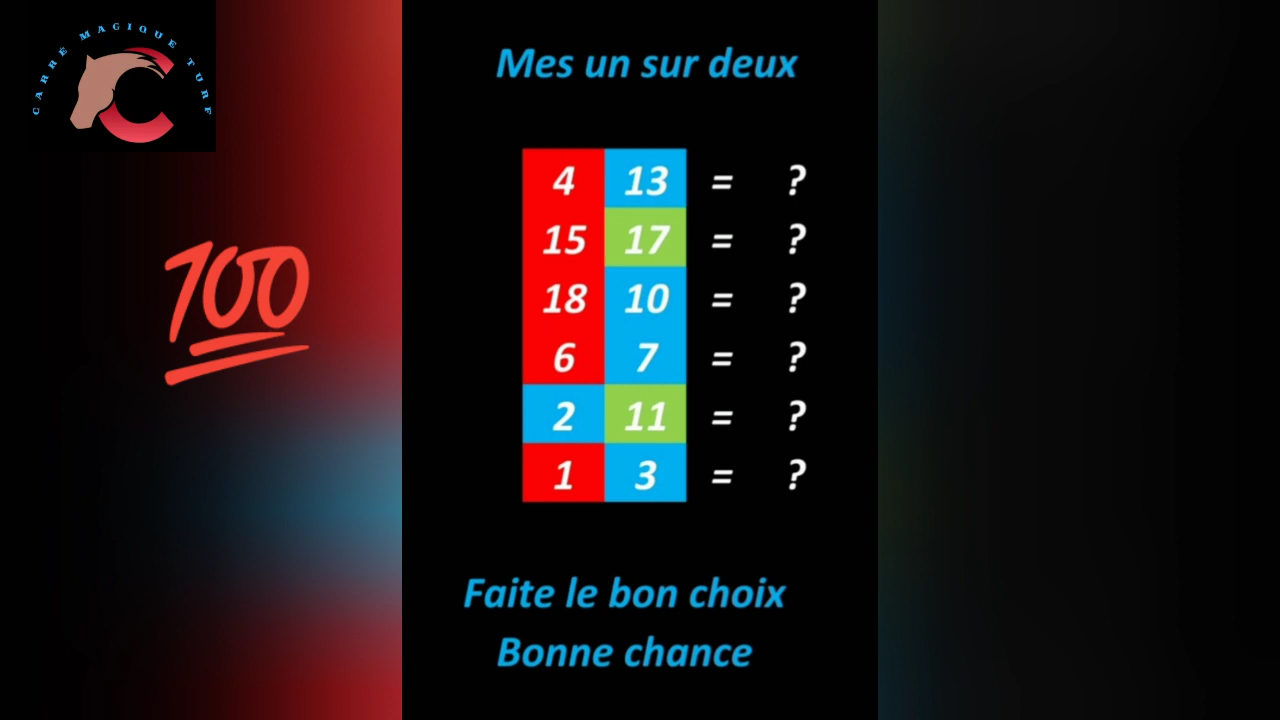 CARRÉ MAGIQUE TURF
Mes un sur deux
100
4 13 = ?
15 17 = ?
18 10 = ?
6 7 = ?
2 11 = ?
1 3 = ?
Faite le bon choix
Bonne chance